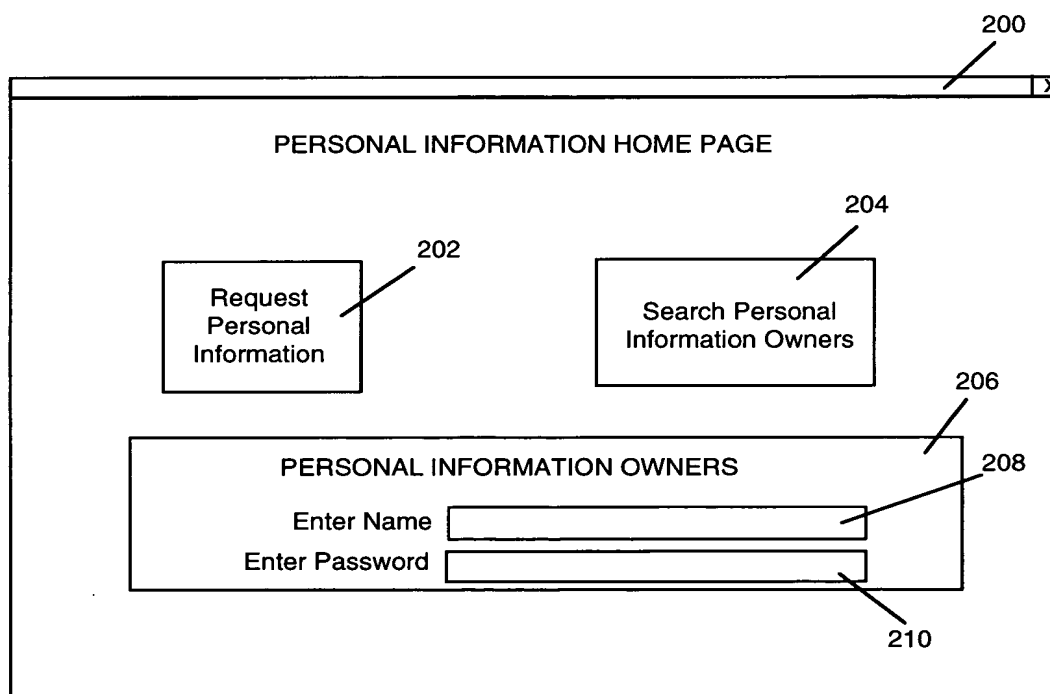 200
X
PERSONAL INFORMATION HOME PAGE
204
202
Request
Personal
Information
Search Personal
Information Owners
206
PERSONAL INFORMATION OWNERS
208
Enter Name
Enter Password
210